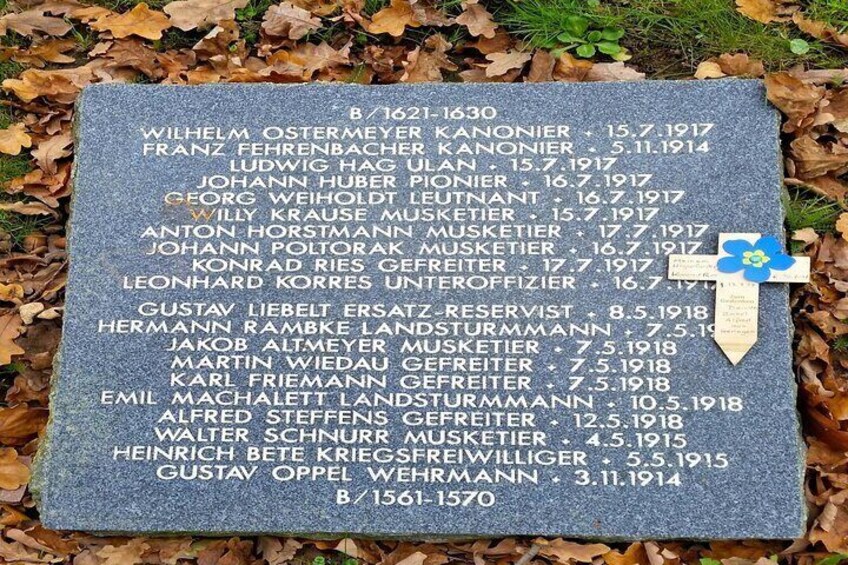 B/1621-1630
WILHELM OSTERMEYER KANONIER + 15.7.1917
FRANZ FEHRENBACHER KANONIER + 5.11.1914
LUDWIG HAG ULAN + 15.7.1917
JOHANN HUBER PIONIER + 16.7.1917
GEORG WEIHOLDT LEUTNANT + 16.7.1917
WILLY KRAUSE MUSKETIER + 15.7.1917
ANTON HORSTMANN MUSKETIER + 17.7.1917
JOHANN POLTORAK MUSKETIER + 16.7.1917
KONRAD RIES GEFREITER + 17.7.1917
LEONHARD KORRES UNTEROFFIZIER +
GUSTAV LIEBELT ERSATZ-RESERVIST + 8.5.1918
HERMANN RAMBKE LANDSTURMMANN +
JAKOB ALTMEYER MUSKETIER + 7.5.1918
MARTIN WIEDAU GEFREITER + 7.5.1918
KARL FRIEMANN GEFREITER + 7.5.1918
EMIL MACHALETT LANDSTURMMANN + 10.5.1918
ALFRED STEFFENS GEFREITER + 12.5.1918
WALTER SCHNURR MUSKETIER + 4.5.1915
HEINRICH BETE KRIEGSFREIWILLIGER + 5.5.1915
GUSTAV OPPEL WEHRMANN + 3.11.1914
B/1561-1570